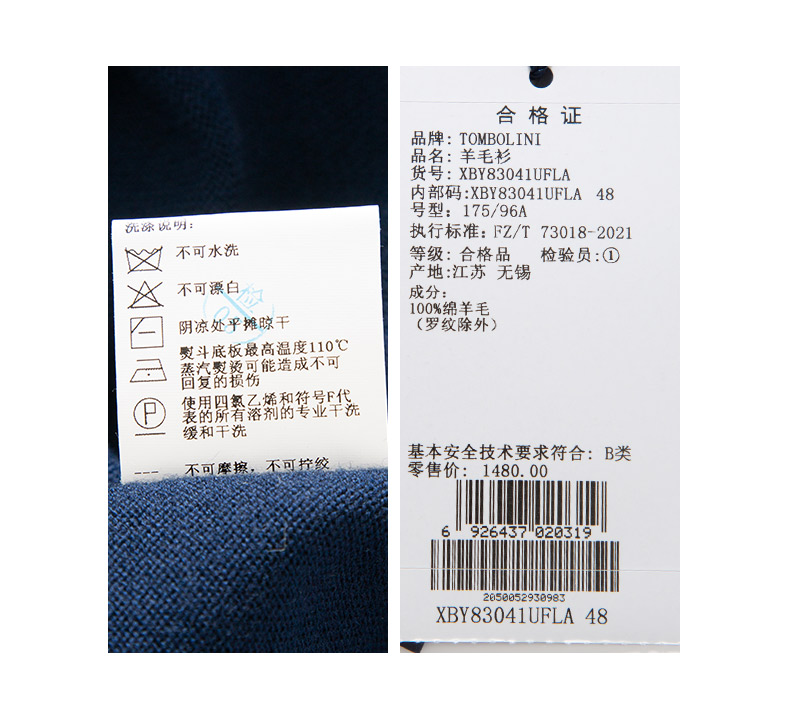 洗涤说明:
不可水洗
不可漂白
阴凉处平摊晾干
熨斗底板最高温度110℃
蒸汽熨烫可能造成不可
回复的损伤
P
使用四氯乙烯和符号F代
表的所有溶剂的专业干洗
缓和干洗
--- 不可摩擦，不可拧绞
检
合格证
品牌: TOMBOLINI
品名: 羊毛衫
货号: XBY83041UFLA
内部码:XBY83041UFLA 48
号型: 175/96A
执行标准: FZ/T 73018-2021
等级: 合格品 检验员:①
产地:江苏 无锡
成分:
100%绵羊毛
（罗纹除外）
基本安全技术要求符合: B类
零售价: 1480.00
6 926437 020319
2050052930983
XBY83041UFLA 48